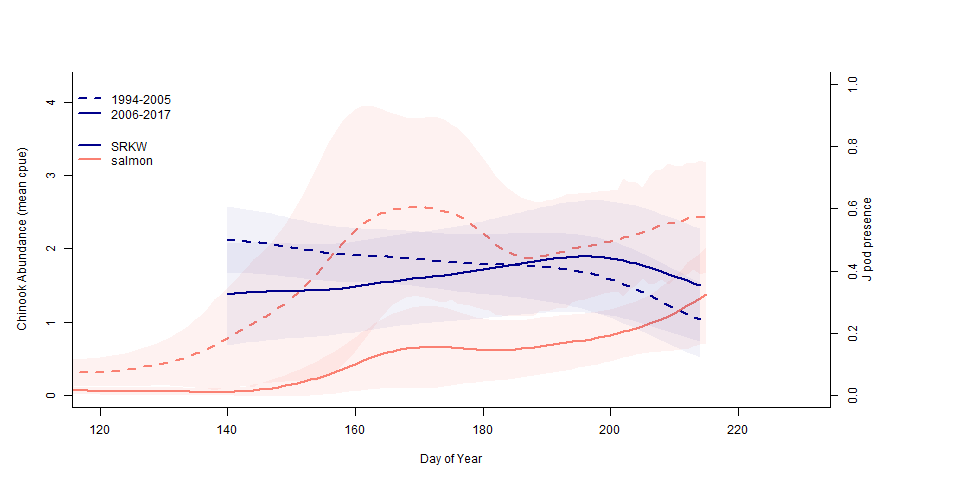 1994-2005
2006-2017
SRKW
salmon
Chinook Abundance (mean cpue)
4
3
2
1
0
J pod presence
1.0
0.8
0.6
0.4
0.2
0.0
120 140 160 180 200 220
Day of Year